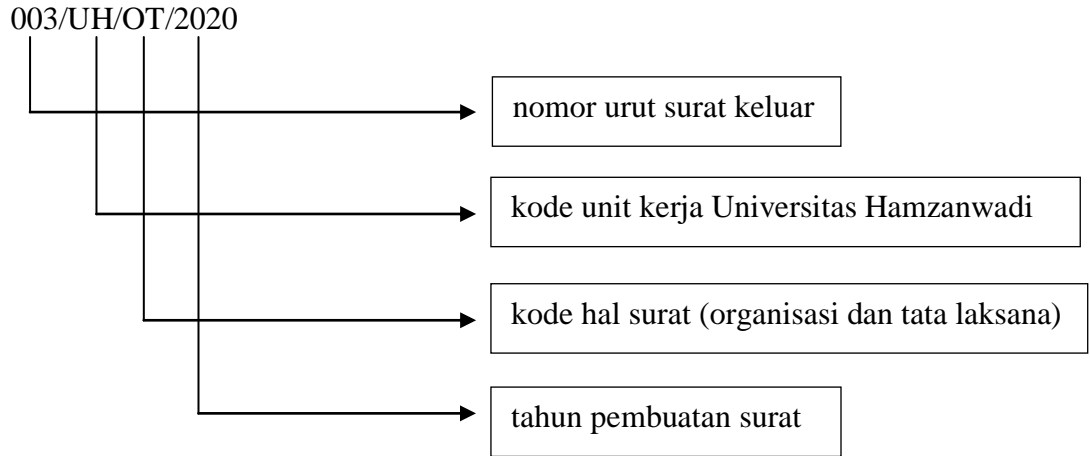 003/UH/OT/2020
nomor urut surat keluar
kode unit kerja Universitas Hamzanwadi
kode hal surat (organisasi dan tata laksana)
tahun pembuatan surat